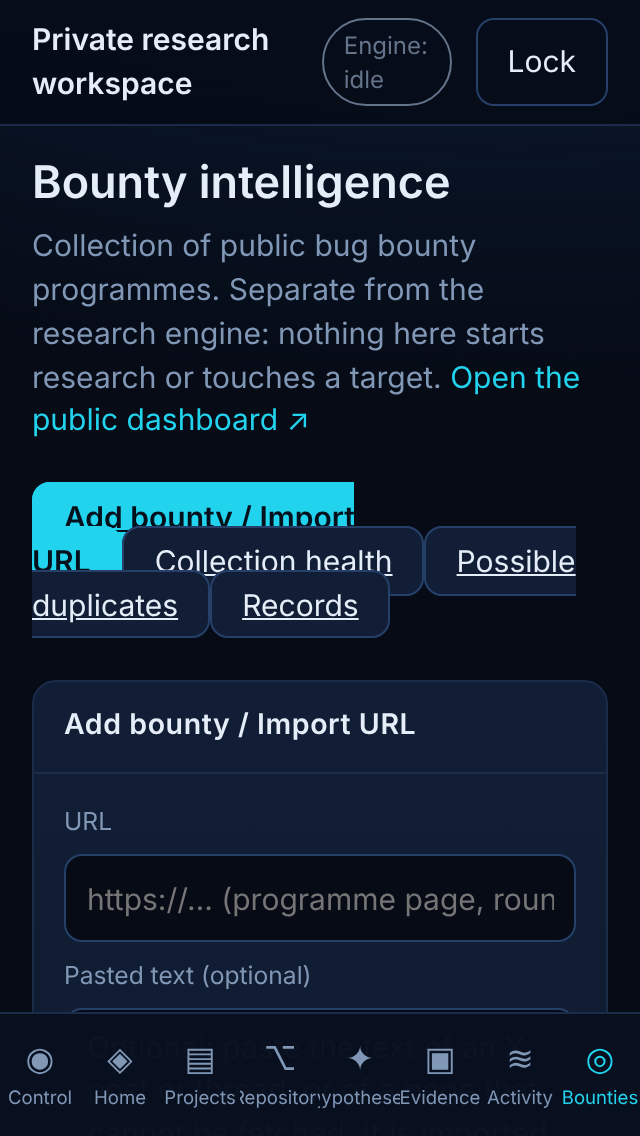 Private research
workspace
Engine:
idle
Lock
Bounty intelligence
Collection of public bug bounty
programmes. Separate from the
research engine: nothing here starts
research or touches a target. Open the
public dashboard ↗
Add bounty / Import
URL
Collection health
Possible
duplicates
Records
Add bounty / Import URL
URL
https://... (programme page, roun
Pasted text (optional)
Control
Home
Projects
Repository
ypothese
Evidence
Activity
Bounties